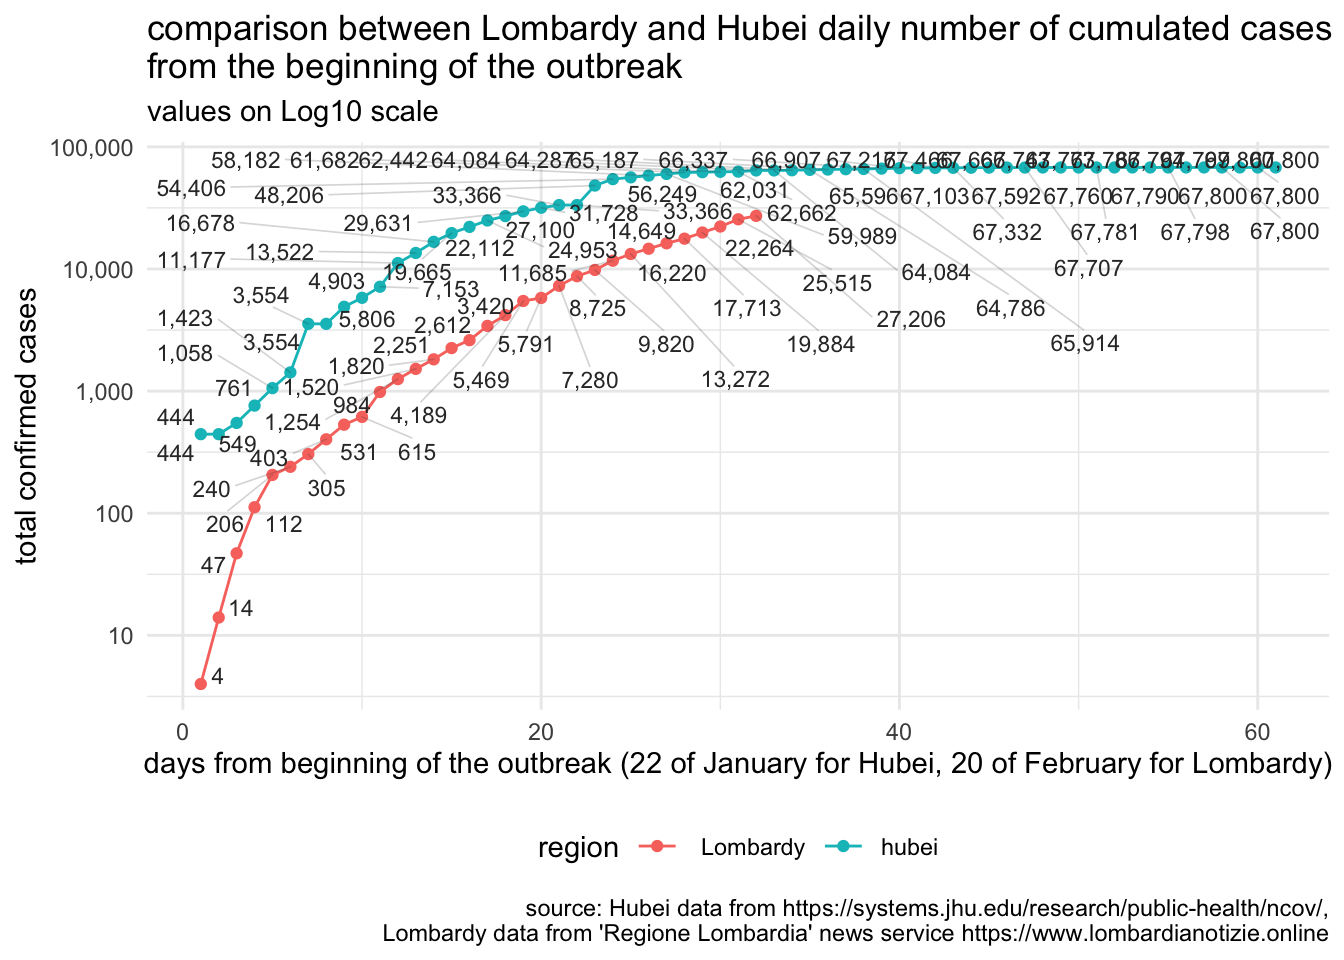 comparison between Lombardy and Hubei daily number of cumulated cases
from the beginning of the outbreak
values on Log10 scale
100,000
10,000
1,000
100
10
total confirmed cases
58,182 61,682 62,442 64,084 64,287 65,187 66,337 66,907 67,217 67,466 67,800
54,406 48,206 33,366 56,249 62,031 65,596 67,103 67,592 67,760 67,790 67,800 67,800
16,678 29,631 27,100 31,728 33,366 62,662 59,989 67,332 67,781 67,798 67,800
11,177 13,522 22,112 24,953 14,649 22,264 67,707
4,903 19,665 7,153 11,685 16,220 25,515 64,084
3,554 3,420 8,725 17,713 64,786
1,423 5,806 2,612 27,206
1,058 3,554 2,251 5,791 9,820 19,884 65,914
761 1,520 1,820 5,469 7,280 13,272
444 1,254 984 4,189
444 549 403 531 615
240 305
206 112
47
14
4
0 20 40 60
days from beginning of the outbreak (22 of January for Hubei, 20 of February for Lombardy)
region Lombardy hubei
source: Hubei data from https://systems.jhu.edu/research/public-health/ncov/,
Lombardy data from 'Regione Lombardia' news service https://www.lombardianotizie.online